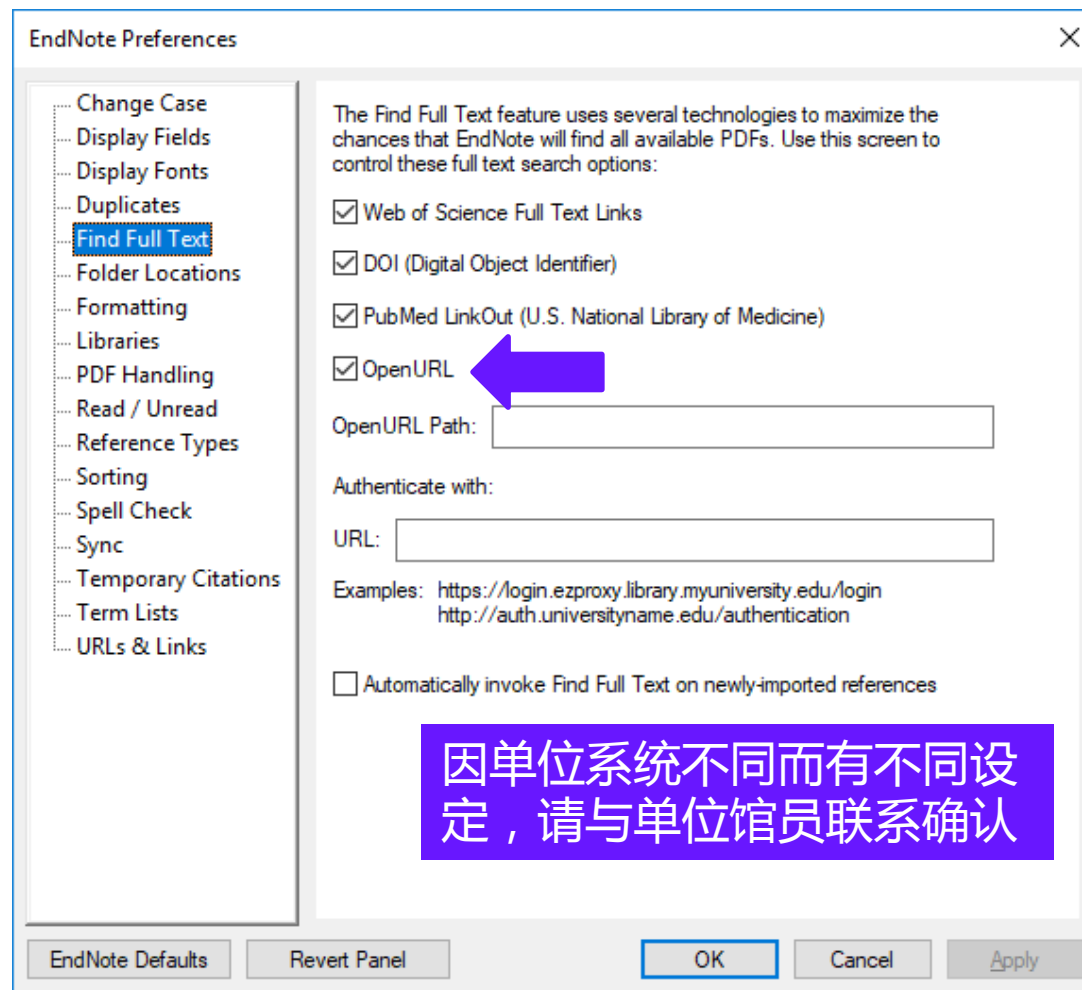 EndNote Preferences
Change Case
Display Fields
Display Fonts
Duplicates
Find Full Text
Folder Locations
Formatting
Libraries
PDF Handling
Read / Unread
Reference Types
Sorting
Spell Check
Sync
Temporary Citations
Term Lists
URLs & Links
The Find Full Text feature uses several technologies to maximize the
chances that EndNote will find all available PDFs. Use this screen to
control these full text search options:
Web of Science Full Text Links
DOI (Digital Object Identifier)
PubMed LinkOut (U.S. National Library of Medicine)
OpenURL
OpenURL Path:
Authenticate with:
URL:
Examples: https://login.ezproxy.library.myuniversity.edu/login
http://auth.universityname.edu/authentication
Automatically invoke Find Full Text on newly-imported references
因单位系统不同而有不同设
定，请与单位馆员联系确认
EndNote Defaults
Revert Panel
OK
Cancel
Apply